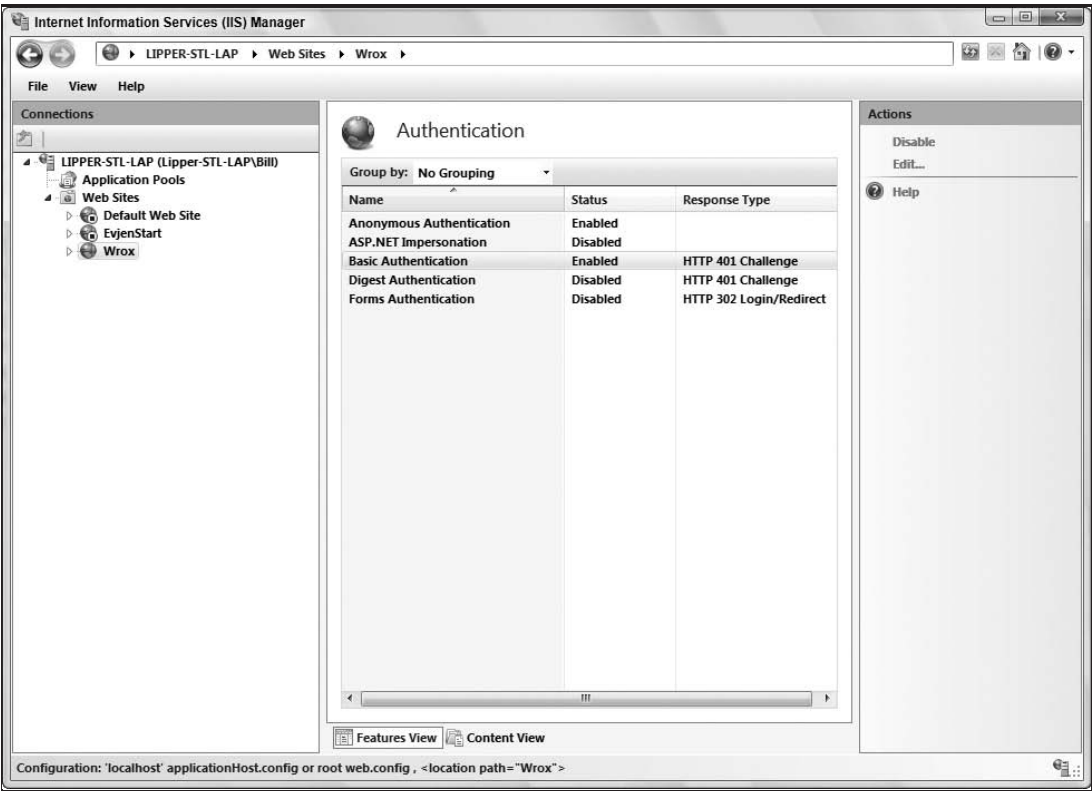 Internet Information Services (IIS) Manager
LIPPER-STL-LAP Web Sites Wrox
File View Help
Connections
LIPPER-STL-LAP (Lipper-STL-LAP\Bill)
Application Pools
Web Sites
Default Web Site
EvjenStart
Wrox
Authentication
Group by: No Grouping
Name Status Response Type
Anonymous Authentication Enabled
ASP.NET Impersonation Disabled
Basic Authentication Enabled HTTP 401 Challenge
Digest Authentication Disabled HTTP 401 Challenge
Forms Authentication Disabled HTTP 302 Login/Redirect
Features View Content View
Actions
Disable
Edit...
Help
Configuration: 'localhost' applicationHost.config or root web.config , <location path="Wrox">